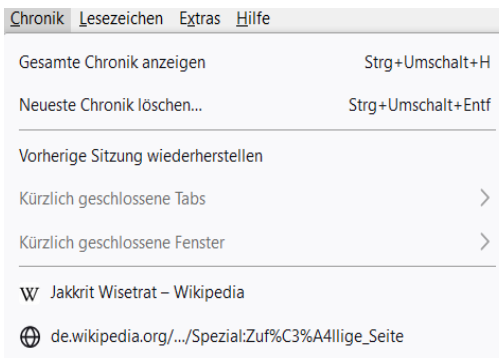 Chronik Lesezeichen Extras Hilfe
Gesamte Chronik anzeigen Strg+Umschalt+H
Neueste Chronik löschen... Strg+Umschalt+Entf
Vorherige Sitzung wiederherstellen
Kürzlich geschlossene Tabs
Kürzlich geschlossene Fenster
W Jakkrit Wisetrat – Wikipedia
de.wikipedia.org/.../Spezial:Zuf%C3%A4llige_Seite